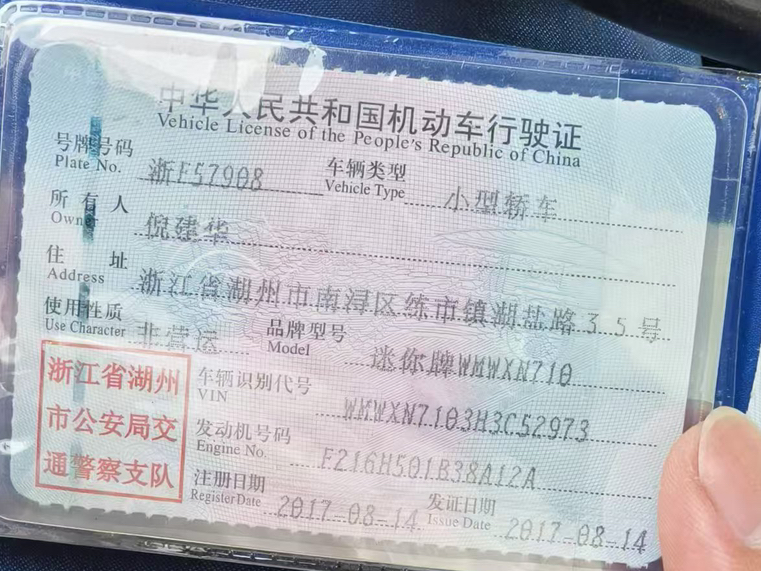 中华人民共和国机动车行驶证
Vehicle License of the People's Republic of China
号牌号码 Plate No. 浙F57908 车辆类型 Vehicle Type 小型轿车
所有人 Owner 倪建华
住址 Address 浙江省湖州市南浔区练市镇湖盐路35号
使用性质 Use Character 非营运 品牌型号 Model 迷你牌WMWXN710
车辆识别代号 VIN WMWXN7103H3C52973
发动机号码 Engine No. F216H501B38A12A
注册日期 Register Date 2017-08-14 发证日期 Issue Date 2017-08-14
浙江省湖州
市公安局交
通警察支队